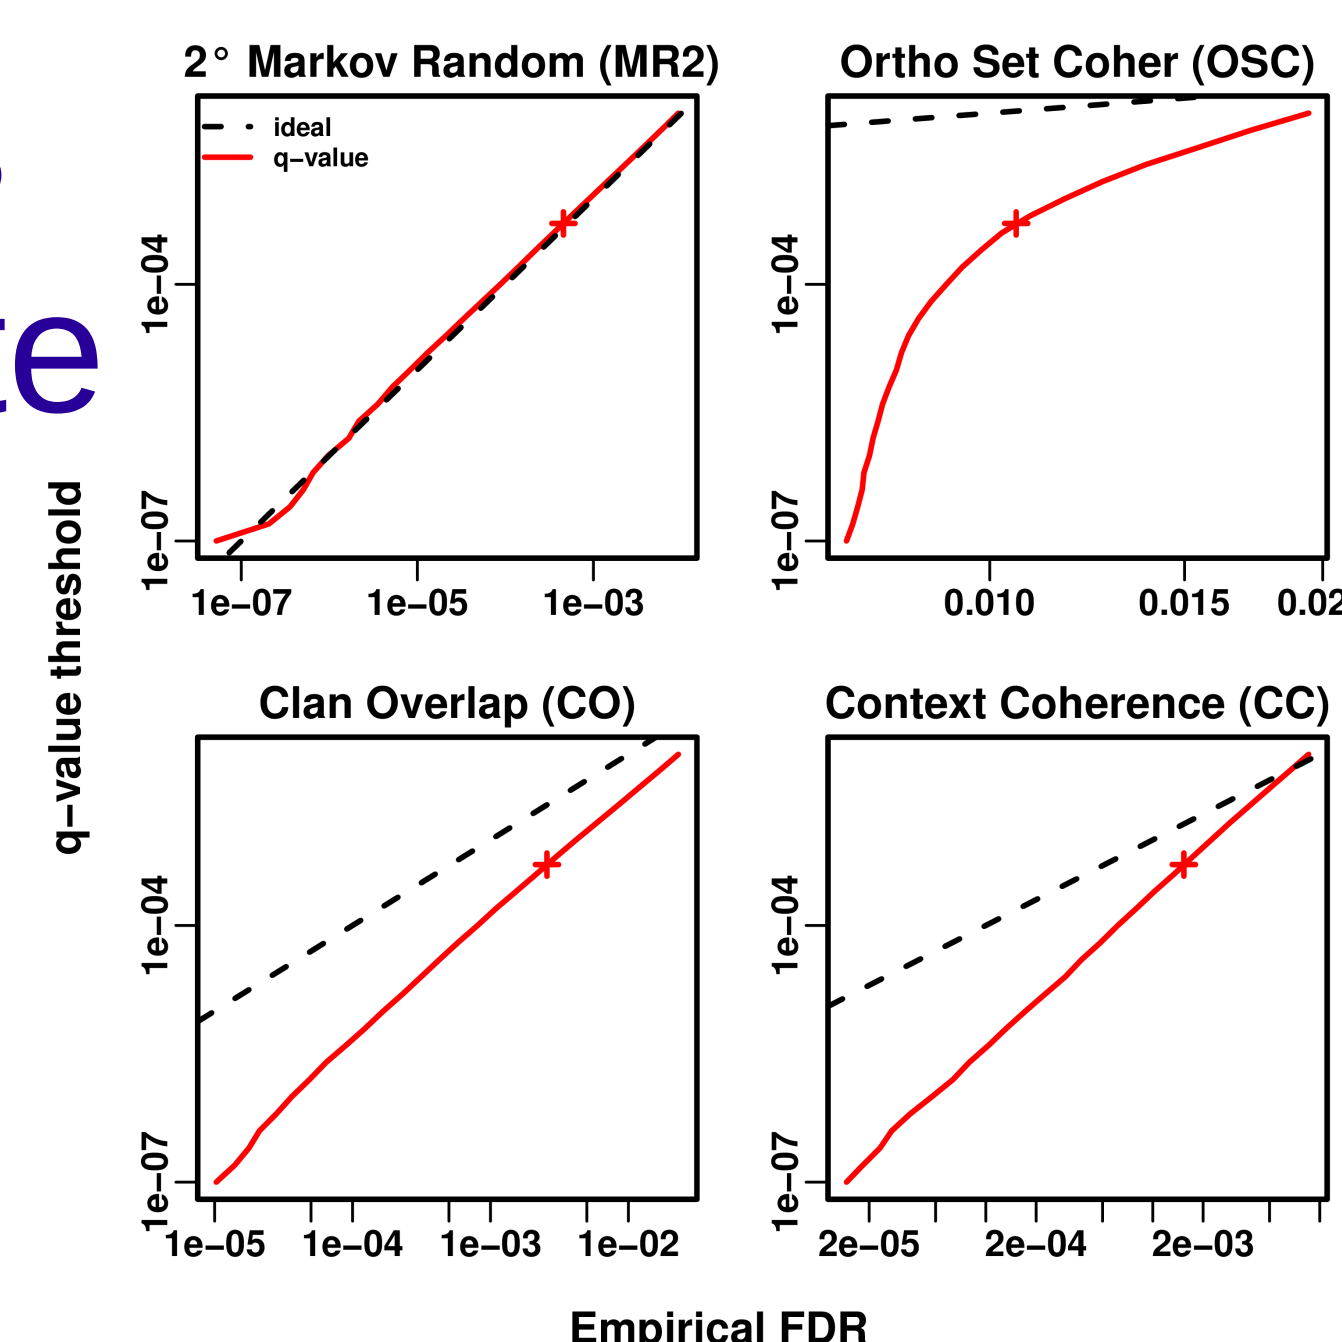 2° Markov Random (MR2)
ideal
q−value
1e−04
1e−07
1e−07 1e−05 1e−03
Ortho Set Coher (OSC)
1e−04
1e−07
0.010 0.015
te
q−value threshold
Clan Overlap (CO)
1e−04
1e−07
1e−05 1e−04 1e−03 1e−02
Context Coherence (CC)
1e−04
1e−07
2e−05 2e−04 2e−03
Empirical FDR